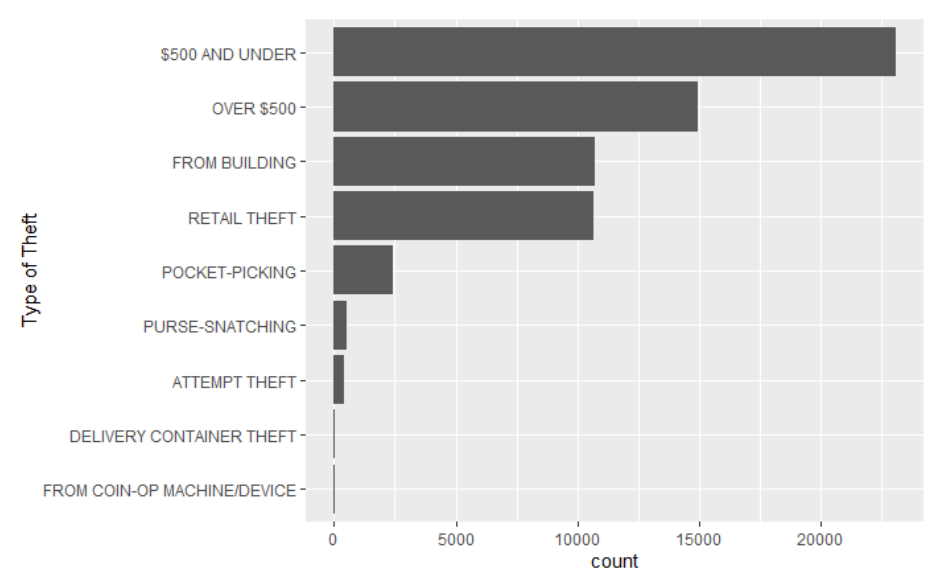 $500 AND UNDER
OVER $500
FROM BUILDING
RETAIL THEFT
POCKET-PICKING
PURSE-SNATCHING
ATTEMPT THEFT
DELIVERY CONTAINER THEFT
FROM COIN-OP MACHINE/DEVICE
Type of Theft
0 5000 10000 15000 20000
count